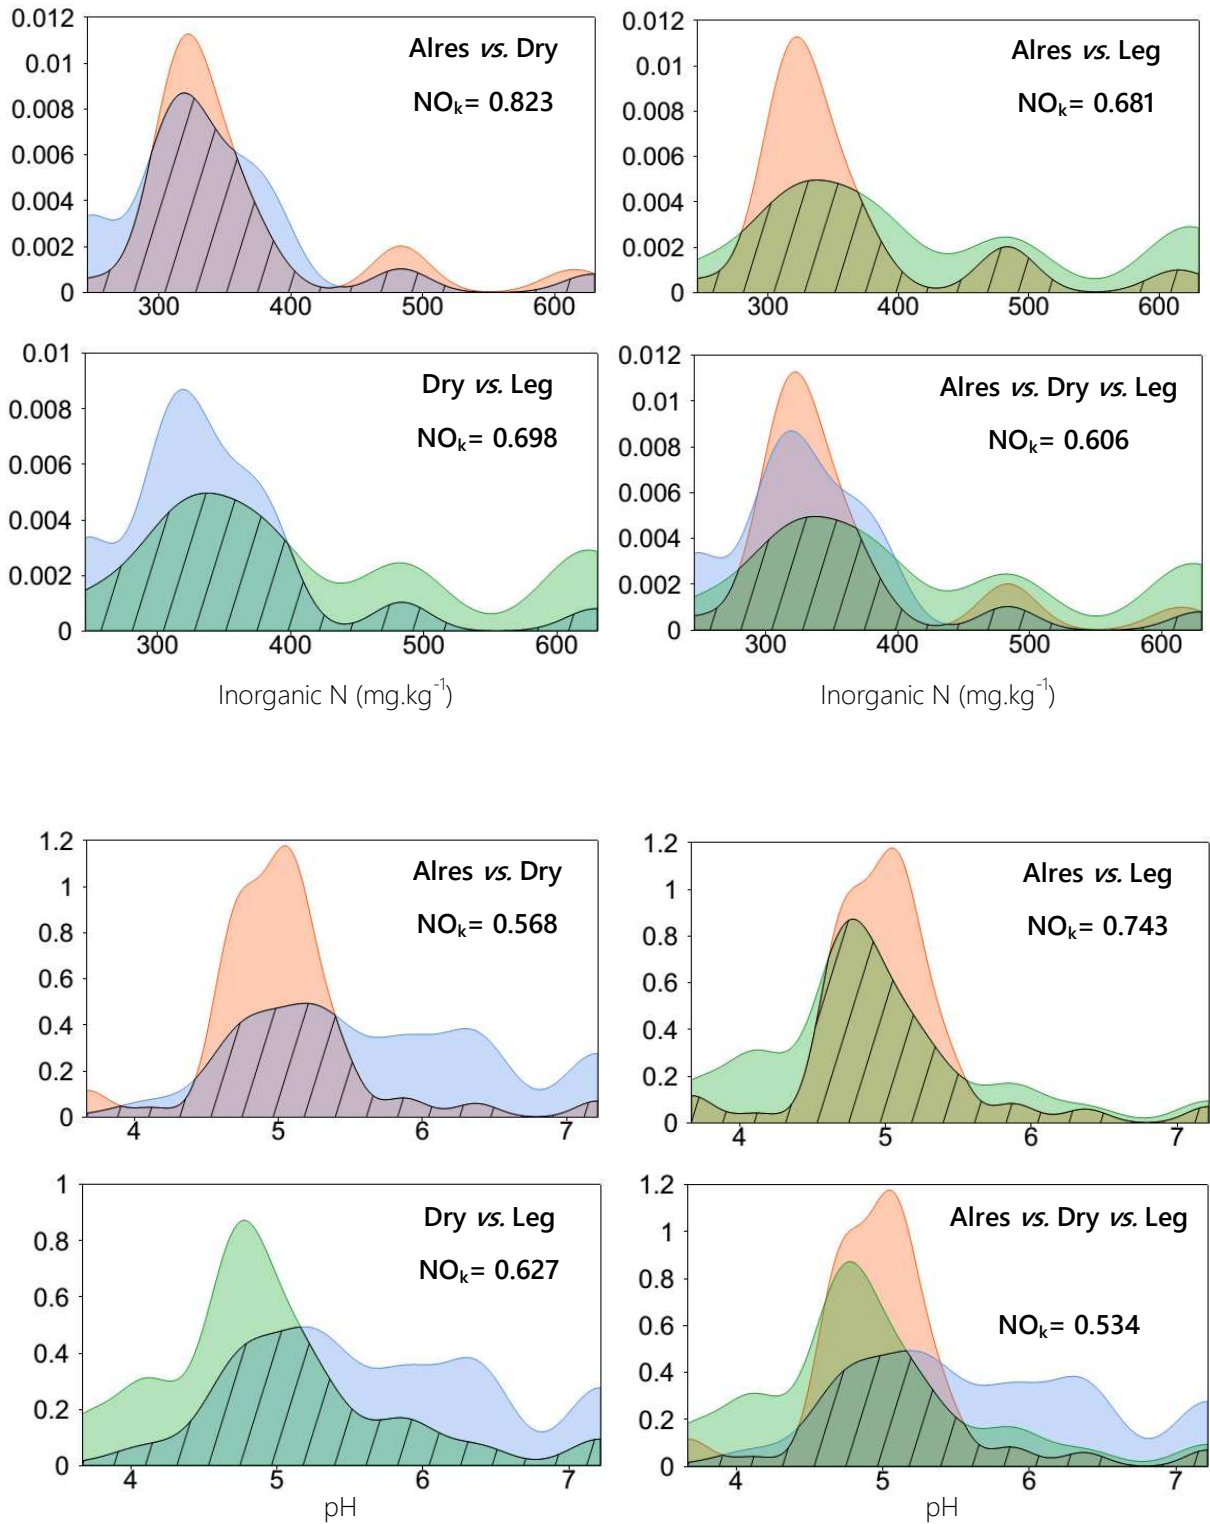 0.012
0.01
0.008
0.006
0.004
0.002
0
300 400 500 600
Alres vs. Dry
NOk= 0.823
0.012
0.01
0.008
0.006
0.004
0.002
0
300 400 500 600
Alres vs. Leg
NOk= 0.681
0.01
0.008
0.006
0.004
0.002
0
300 400 500 600
Dry vs. Leg
NOk= 0.698
Inorganic N (mg.kg-1)
0.012
0.01
0.008
0.006
0.004
0.002
0
300 400 500 600
Alres vs. Dry vs. Leg
NOk= 0.606
Inorganic N (mg.kg-1)
1.2
1
0.8
0.6
0.4
0.2
0
4 5 6 7
Alres vs. Dry
NOk= 0.568
1.2
1
0.8
0.6
0.4
0.2
0
4 5 6 7
Alres vs. Leg
NOk= 0.743
1
0.8
0.6
0.4
0.2
0
4 5 6 7
Dry vs. Leg
NOk= 0.627
pH
1.2
1
0.8
0.6
0.4
0.2
0
4 5 6 7
Alres vs. Dry vs. Leg
NOk= 0.534
pH